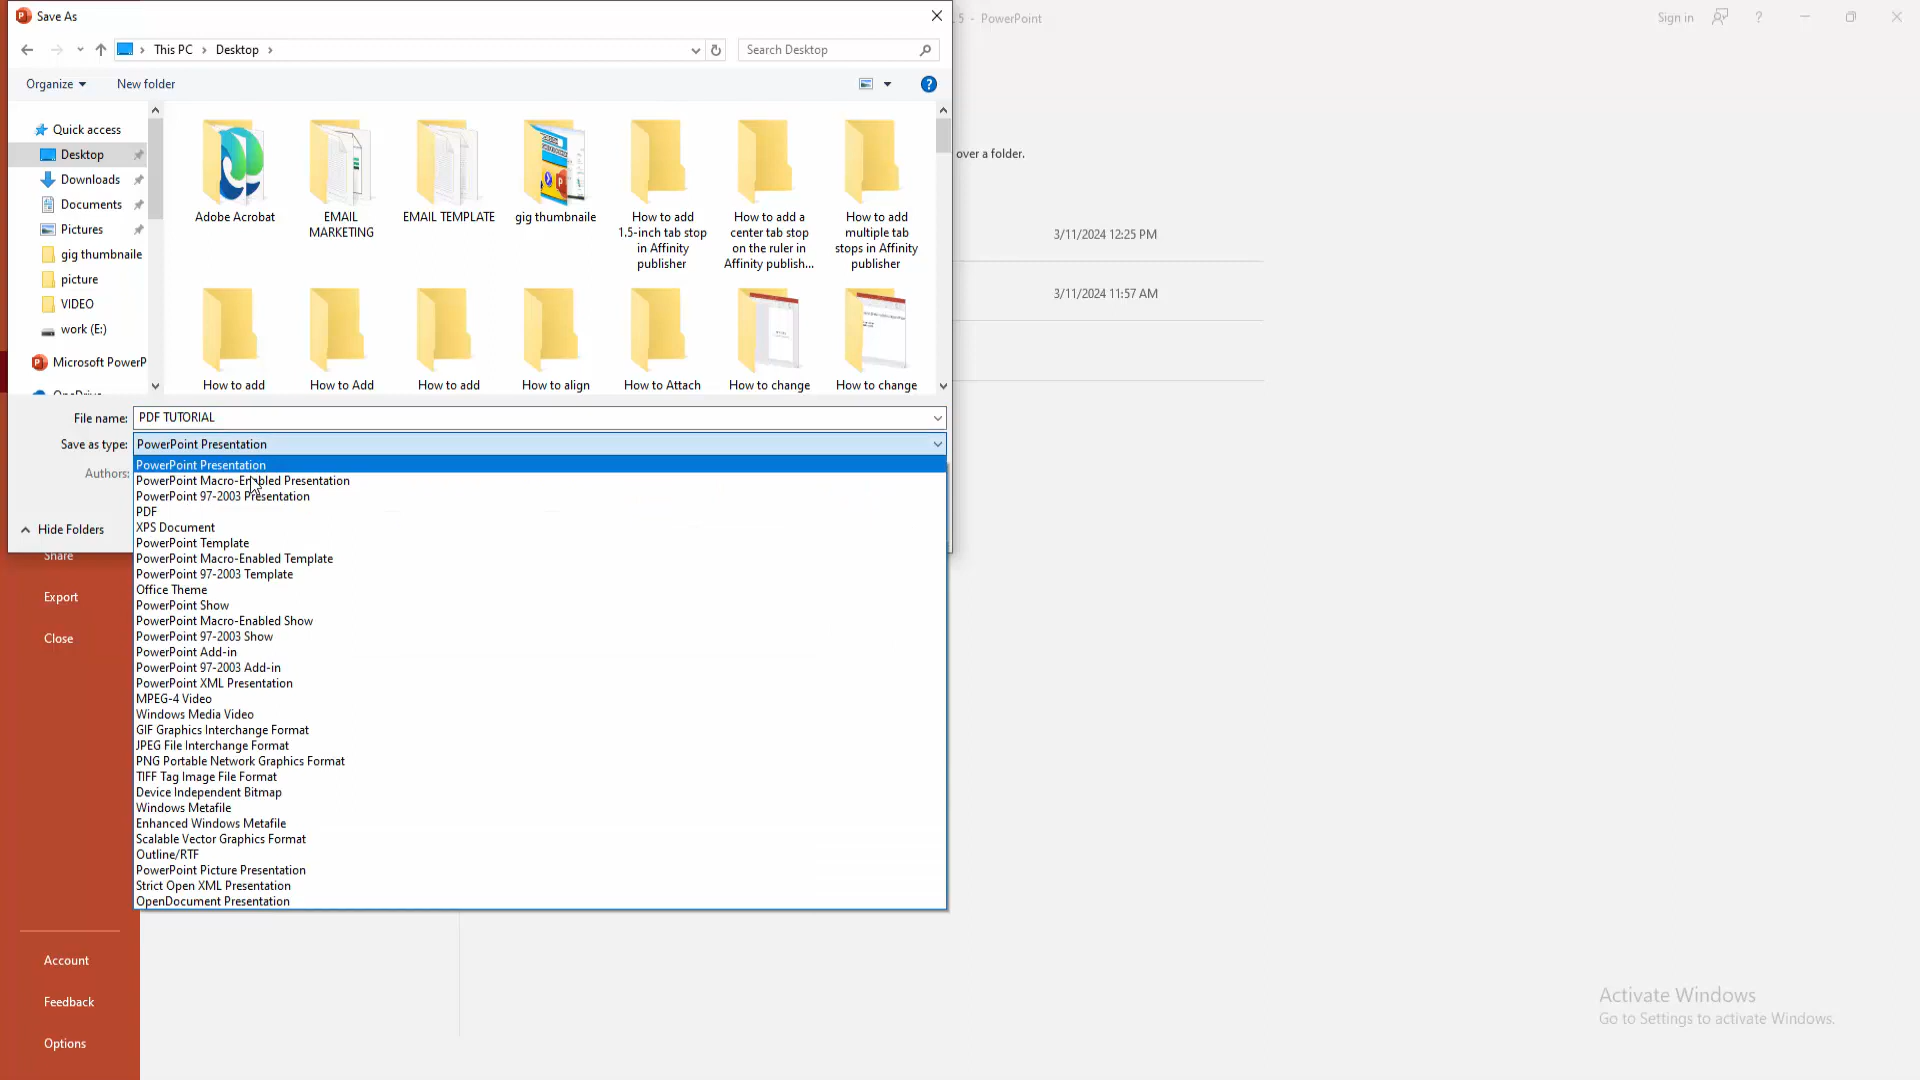 Save As
5 - PowerPoint
Sign in
?
This PC > Desktop >
Search Desktop
Organize
New folder
?
Quick access
Desktop
Downloads
Documents
Pictures
gig thumbnaile
picture
VIDEO
work (E:)
Microsoft PowerP
Adobe Acrobat
EMAIL
MARKETING
EMAIL TEMPLATE
gig thumbnaile
How to add
1.5-inch tab stop
in Affinity
publisher
How to add a
center tab stop
on the ruler in
Affinity publish...
How to add
multiple tab
stops in Affinity
publisher
How to add
How to Add
How to add
How to align
How to Attach
How to change
How to change
over a folder.
3/11/2024 12:25 PM
3/11/2024 11:57 AM
File name: PDF TUTORIAL
Save as type: PowerPoint Presentation
Authors:
Hide Folders
PowerPoint Presentation
PowerPoint Macro-Enabled Presentation
PowerPoint 97-2003 Presentation
PDF
XPS Document
PowerPoint Template
PowerPoint Macro-Enabled Template
PowerPoint 97-2003 Template
Office Theme
PowerPoint Show
PowerPoint Macro-Enabled Show
PowerPoint 97-2003 Show
PowerPoint Add-in
PowerPoint 97-2003 Add-in
PowerPoint XML Presentation
MPEG-4 Video
Windows Media Video
GIF Graphics Interchange Format
JPEG File Interchange Format
PNG Portable Network Graphics Format
TIFF Tag Image File Format
Device Independent Bitmap
Windows Metafile
Enhanced Windows Metafile
Scalable Vector Graphics Format
Outline/RTF
PowerPoint Picture Presentation
Strict Open XML Presentation
OpenDocument Presentation
Share
Export
Close
Account
Feedback
Options
Activate Windows
Go to Settings to activate Windows.